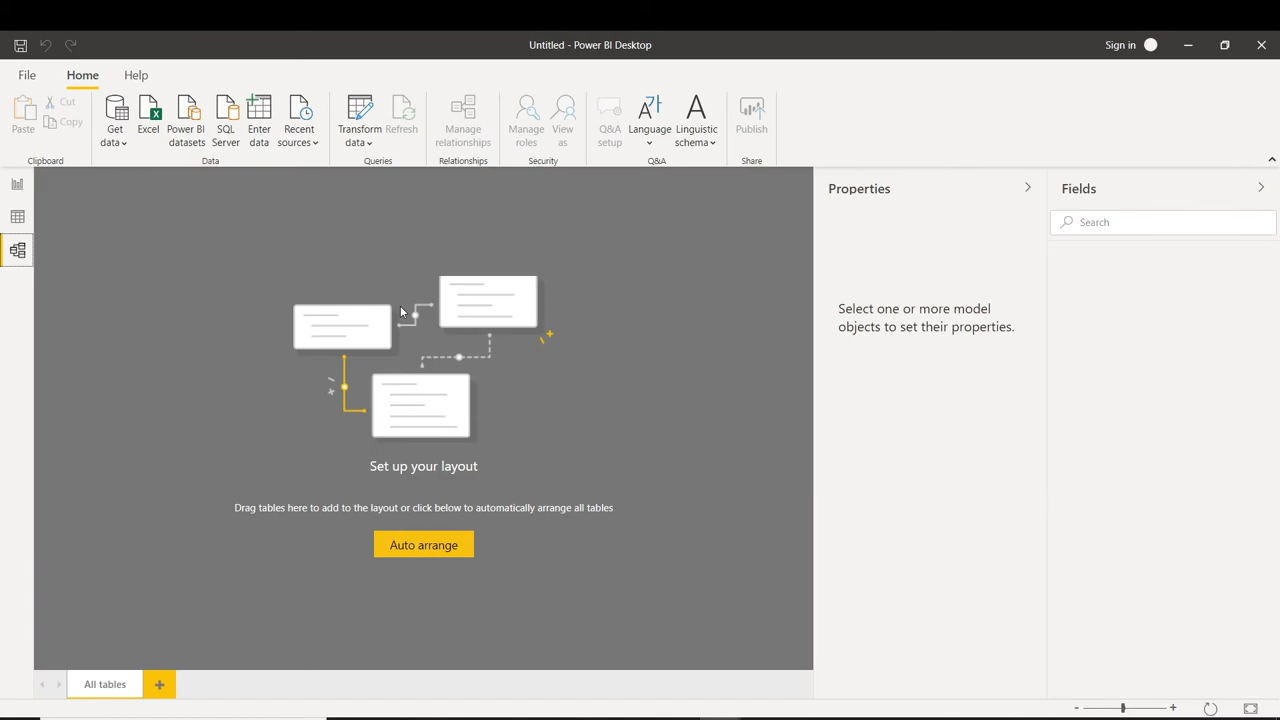 Untitled - Power BI Desktop
Sign in
File
Home
Help
Paste
Cut
Copy
Clipboard
Get data
Excel
Power BI datasets
SQL Server
Enter data
Recent sources
Data
Transform data
Refresh
Queries
Manage relationships
Relationships
Manage roles
View as
Security
Q&A setup
Language
Linguistic schema
Q&A
Publish
Share
Properties
Select one or more model
objects to set their properties.
Fields
Search
Set up your layout
Drag tables here to add to the layout or click below to automatically arrange all tables
Auto arrange
All tables